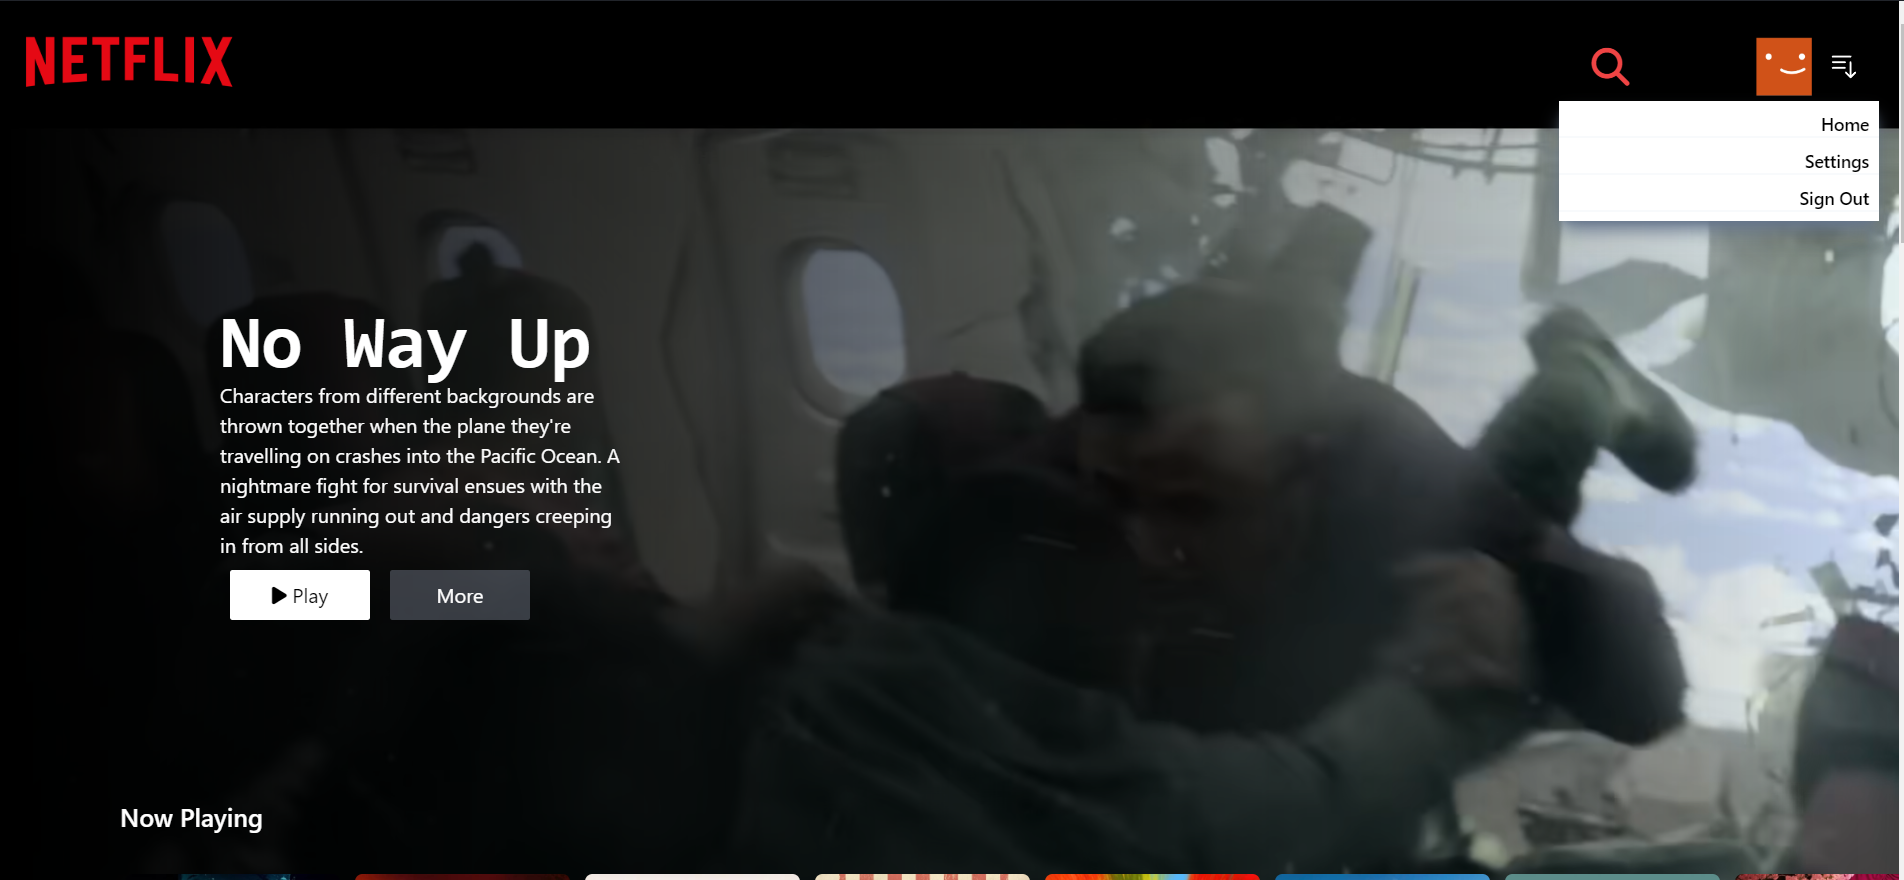 NETFLIX
Home
Settings
Sign Out
No Way Up
Characters from different backgrounds are
thrown together when the plane they're
travelling on crashes into the Pacific Ocean. A
nightmare fight for survival ensues with the
air supply running out and dangers creeping
in from all sides.
Play
More
Now Playing